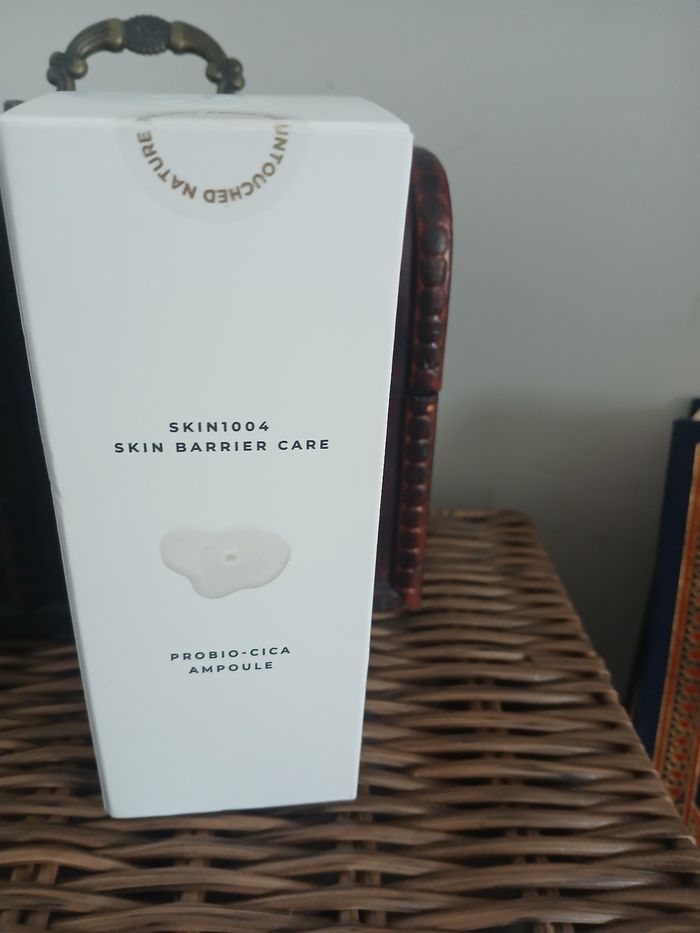 UNTOUCHED NATURE
SKIN1004
SKIN BARRIER CARE
PROBIO-CICA
AMPOULE